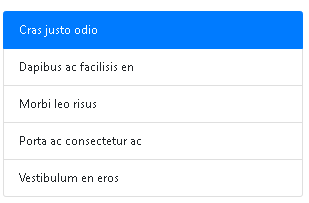 Cras justo odio
Dapibus ac facilisis en
Morbi leo risus
Porta ac consectetur ac
Vestibulum en eros